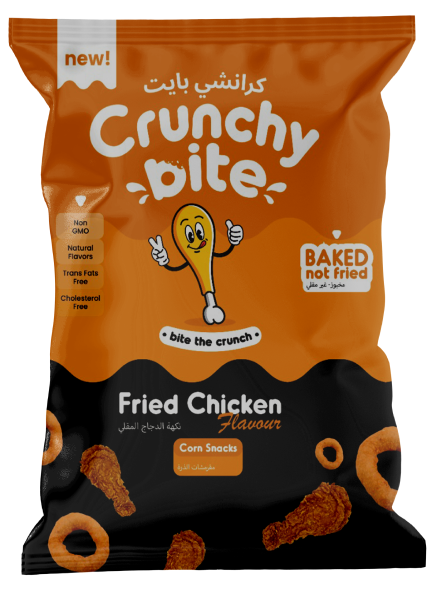 new!
كرانشي بايت
Crunchy
bite
Non
GMO
Natural
Flavors
Trans Fats
Free
Cholesterol
Free
BAKED
not fried
مخبوز- غير مقلي
• bite the crunch •
Fried Chicken
Flavour
نكهة الدجاج المقلي
Corn Snacks
مقرمشات الذرة